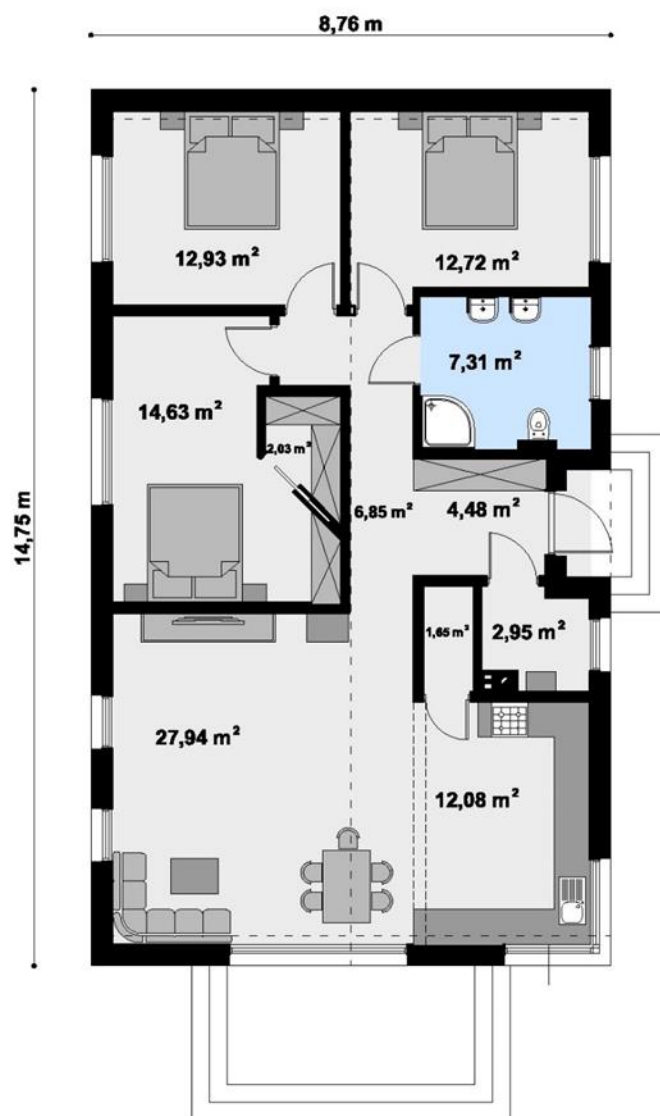 8,76 m
14,75 m
12,93 m²
12,72 m²
7,31 m²
14,63 m²
2,03 m²
6,85 m²
4,48 m²
1,65 m²
2,95 m²
27,94 m²
12,08 m²